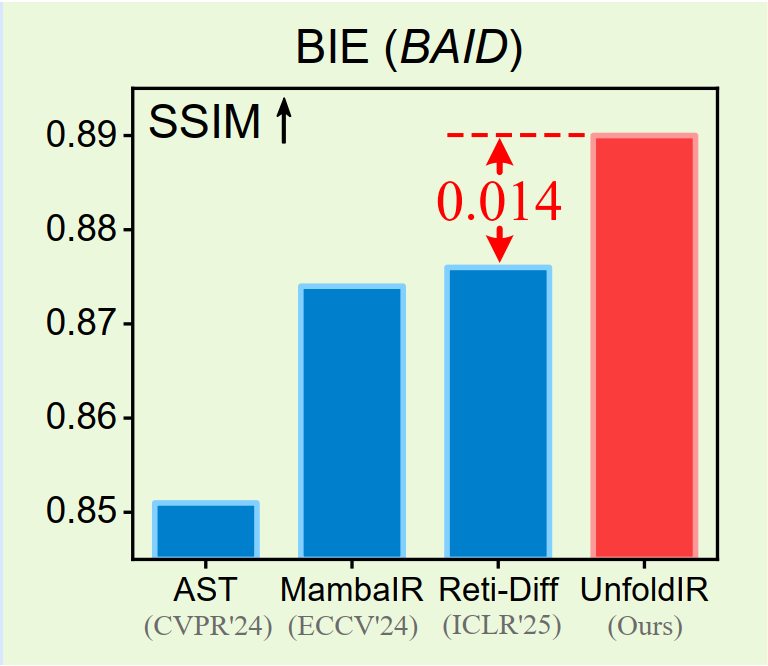 BIE (BAID)
SSIM ↑
0.89
0.88
0.87
0.86
0.85
0.014
AST MambaIR Reti-Diff UnfoldIR
(CVPR'24) (ECCV'24) (ICLR'25) (Ours)